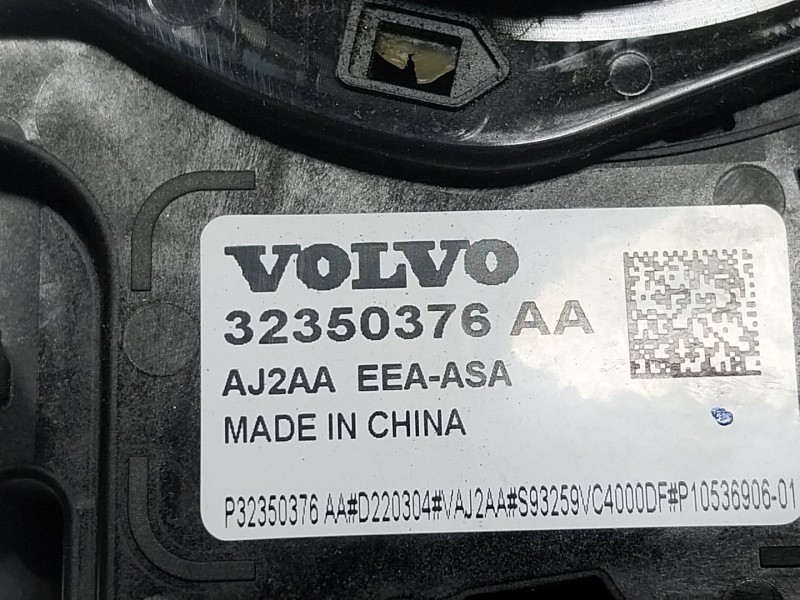 VOLVO
32350376 AA
AJ2AA EEA-ASA
MADE IN CHINA
P32350376 AA#D220304#VAJ2AA#S93259VC4000DF#P10536906-01